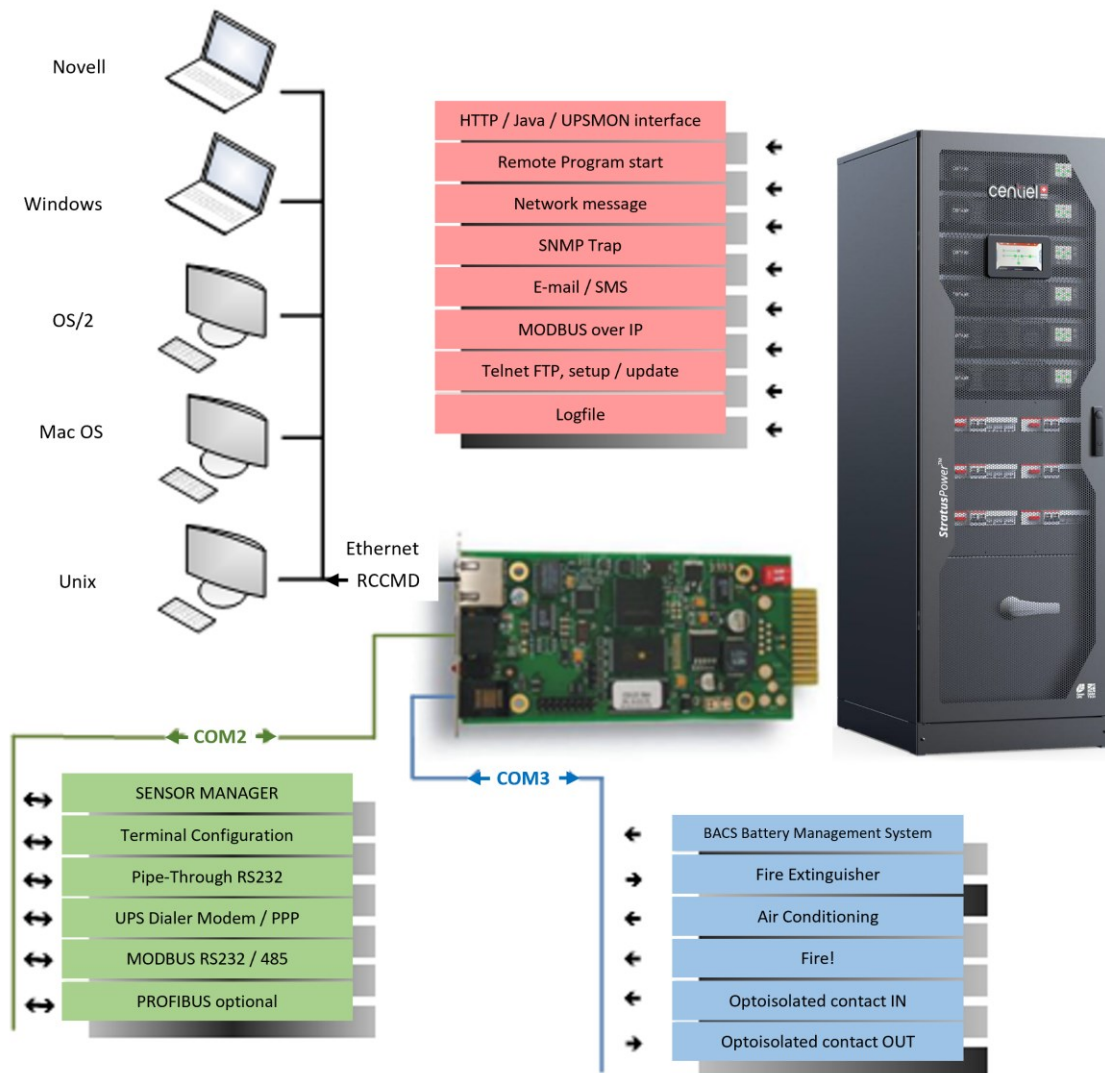 Novell
Windows
OS/2
Mac OS
Unix
HTTP / Java / UPSMON interface
Remote Program start
Network message
SNMP Trap
E-mail / SMS
MODBUS over IP
Telnet FTP, setup / update
Logfile
centiel
StratusPower™
Ethernet
RCCMD
COM2
COM3
SENSOR MANAGER
Terminal Configuration
Pipe-Through RS232
UPS Dialer Modem / PPP
MODBUS RS232 / 485
PROFIBUS optional
BACS Battery Management System
Fire Extinguisher
Air Conditioning
Fire!
Optoisolated contact IN
Optoisolated contact OUT